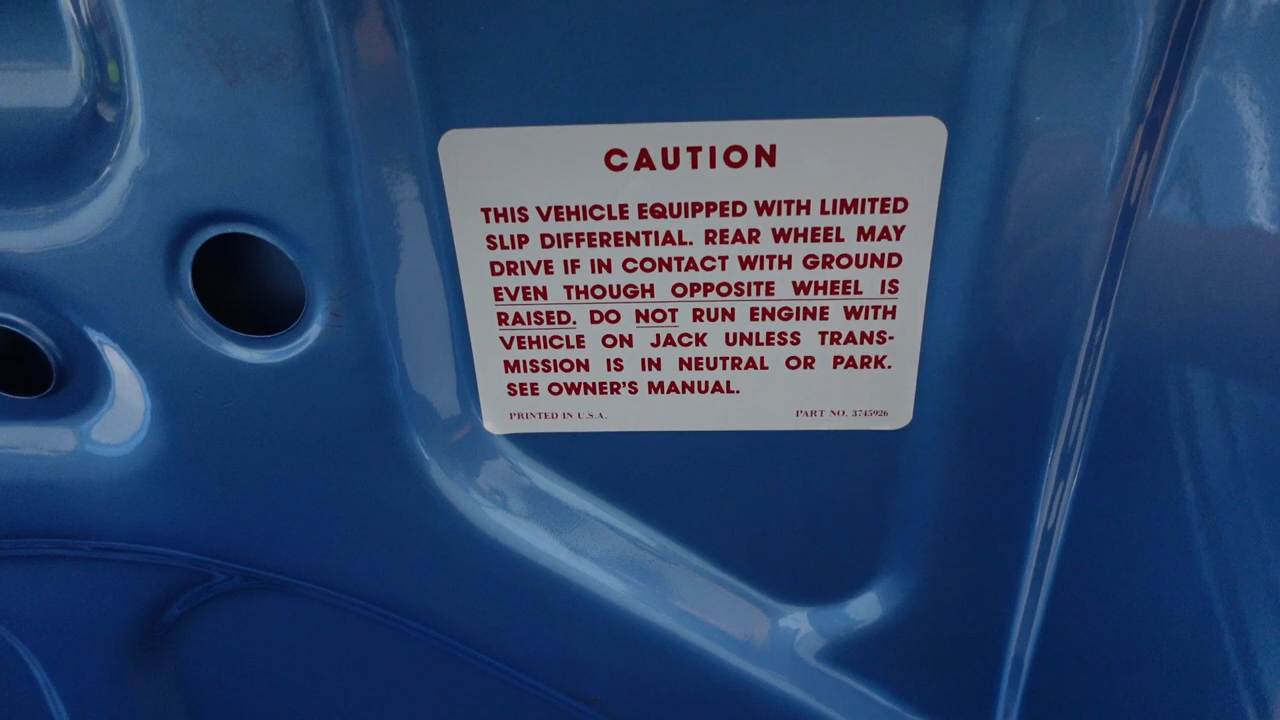 CAUTION
THIS VEHICLE EQUIPPED WITH LIMITED
SLIP DIFFERENTIAL. REAR WHEEL MAY
DRIVE IF IN CONTACT WITH GROUND
EVEN THOUGH OPPOSITE WHEEL IS
RAISED. DO NOT RUN ENGINE WITH
VEHICLE ON JACK UNLESS TRANS-
MISSION IS IN NEUTRAL OR PARK.
SEE OWNER'S MANUAL.
PRINTED IN U.S.A. PART NO. 3745926